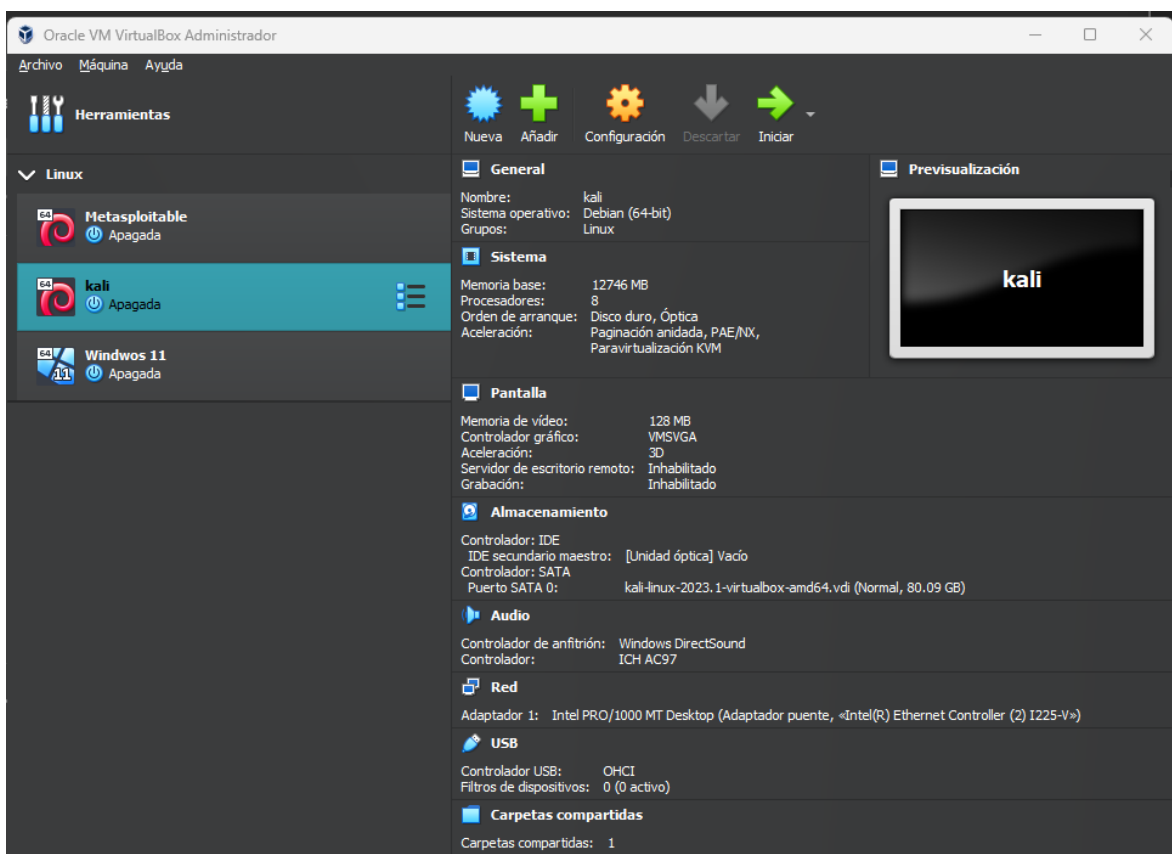 Oracle VM VirtualBox Administrador
Archivo Máquina Ayuda
Herramientas
Nueva Añadir Configuración Descartar Iniciar
Linux
64
Metasploitable
Apagada
64
kali
Apagada
64
11
Windwos 11
Apagada
General
Nombre: kali
Sistema operativo: Debian (64-bit)
Grupos: Linux
Previsualización
kali
Sistema
Memoria base: 12746 MB
Procesadores: 8
Orden de arranque: Disco duro, Óptica
Aceleración: Paginación anidada, PAE/NX,
Paravirtualización KVM
Pantalla
Memoria de vídeo: 128 MB
Controlador gráfico: VMSVGA
Aceleración: 3D
Servidor de escritorio remoto: Inhabilitado
Grabación: Inhabilitado
Almacenamiento
Controlador: IDE
IDE secundario maestro: [Unidad óptica] Vacío
Controlador: SATA
Puerto SATA 0: kali-linux-2023.1-virtualbox-amd64.vdi (Normal, 80.09 GB)
Audio
Controlador de anfitrión: Windows DirectSound
Controlador: ICH AC97
Red
Adaptador 1: Intel PRO/1000 MT Desktop (Adaptador puente, «Intel(R) Ethernet Controller (2) I225-V»)
USB
Controlador USB: OHCI
Filtros de dispositivos: 0 (0 activo)
Carpetas compartidas
Carpetas compartidas: 1